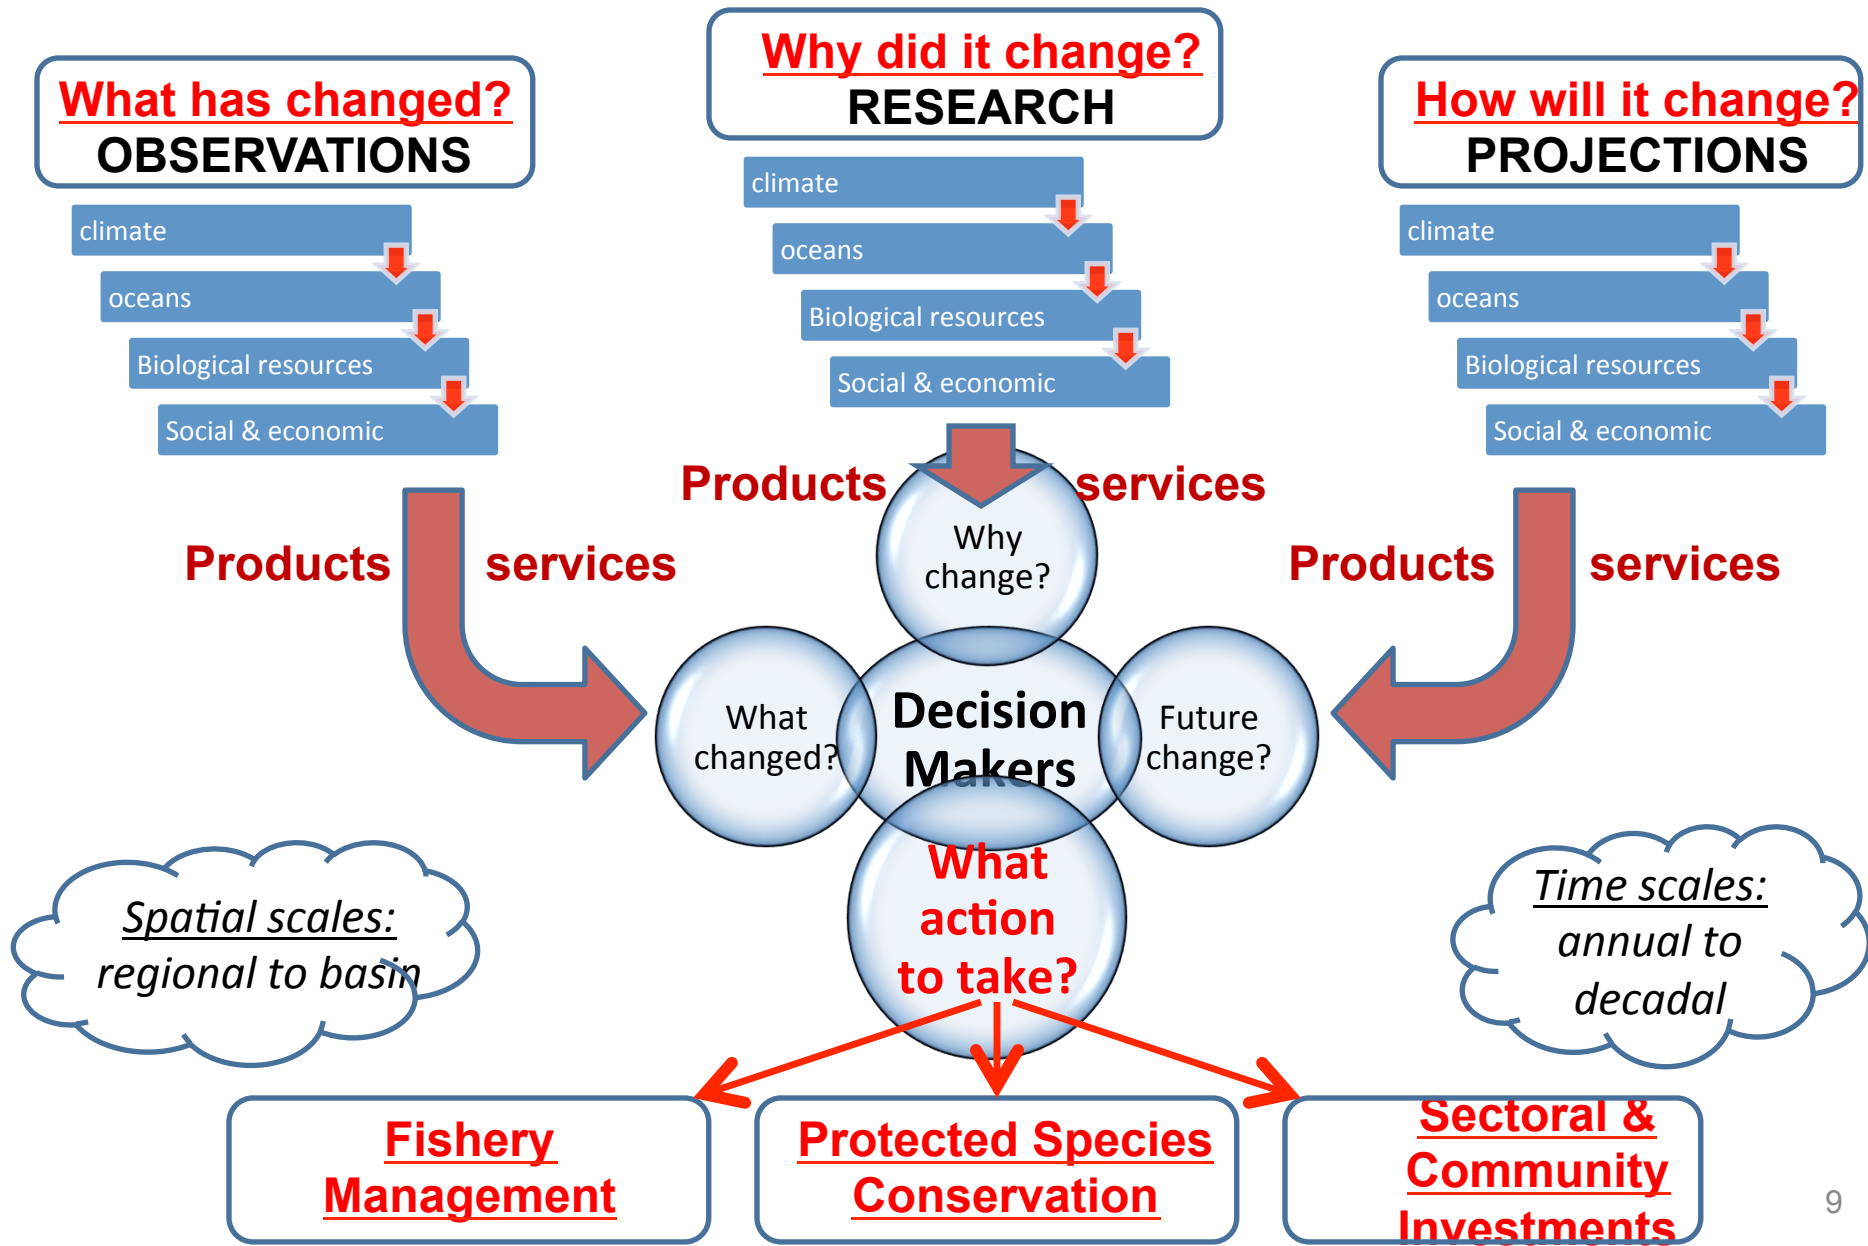 What has changed?
OBSERVATIONS
climate
oceans
Biological resources
Social & economic
Products services
Why did it change?
RESEARCH
climate
oceans
Biological resources
Social & economic
Products services
How will it change?
PROJECTIONS
climate
oceans
Biological resources
Social & economic
Products services
Why
change?
What
changed?
Decision
Makers
Future
change?
What
action
to take?
Spatial scales:
regional to basin
Time scales:
annual to
decadal
Fishery
Management
Protected Species
Conservation
Sectoral &
Community
Investments
9